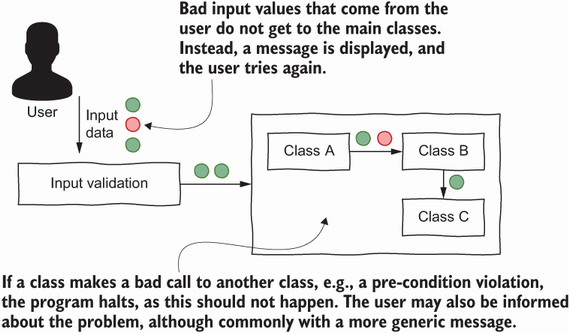 Bad input values that come from the
user do not get to the main classes.
Instead, a message is displayed, and
the user tries again.
User
Input
data
Input validation
Class A
Class B
Class C
If a class makes a bad call to another class, e.g., a pre-condition violation,
the program halts, as this should not happen. The user may also be informed
about the problem, although commonly with a more generic message.